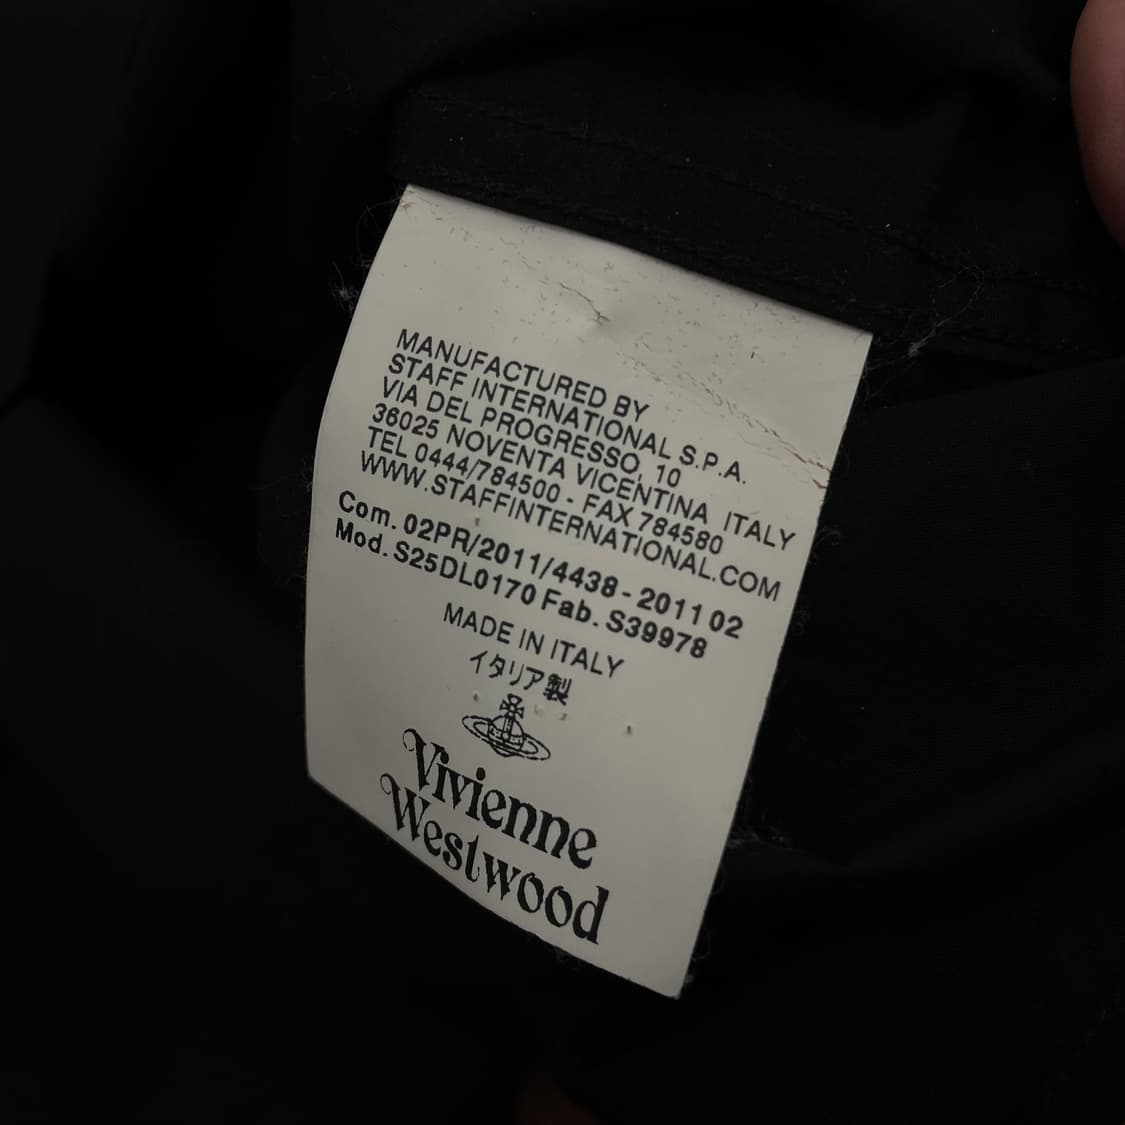 MANUFACTURED BY
STAFF INTERNATIONAL S.P.A.
VIA DEL PROGRESSO, 10
36025 NOVENTA VICENTINA ITALY
TEL 0444/784500 - FAX 784580
WWW.STAFFINTERNATIONAL.COM
Com. 02PR/2011/4438 - 2011 02
Mod. S25DL0170 Fab. S39978
MADE IN ITALY
イタリア製
Vivienne
Westwood